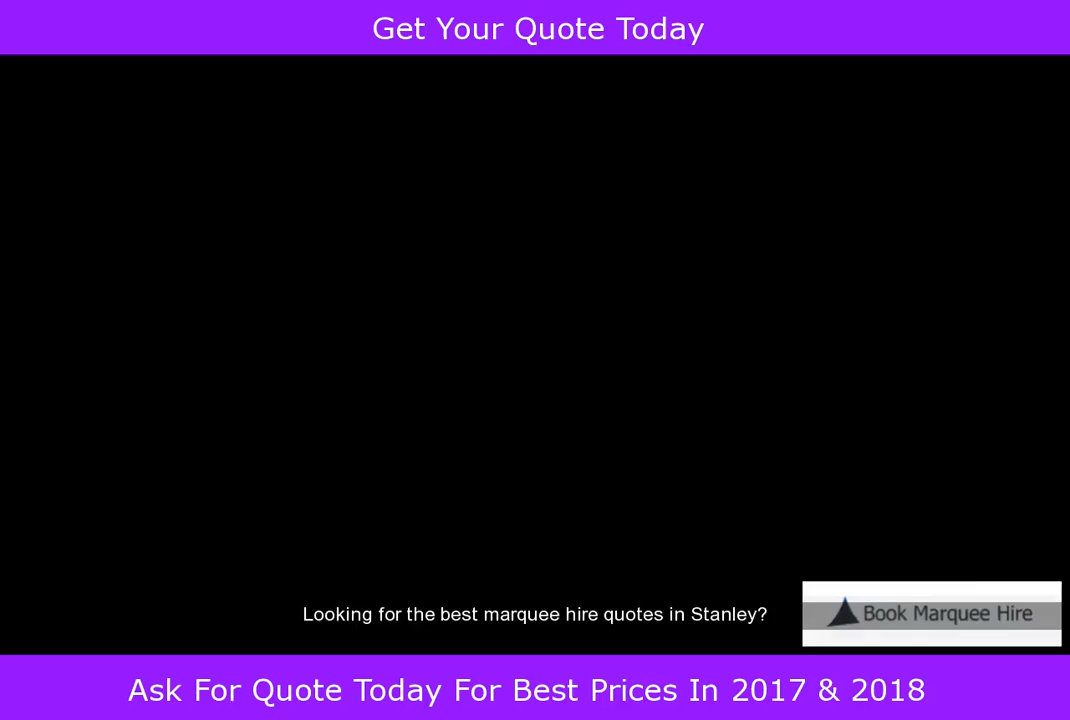 Get Your Quote Today
Looking for the best marquee hire quotes in Stanley?
Book Marquee Hire
Ask For Quote Today For Best Prices In 2017 & 2018